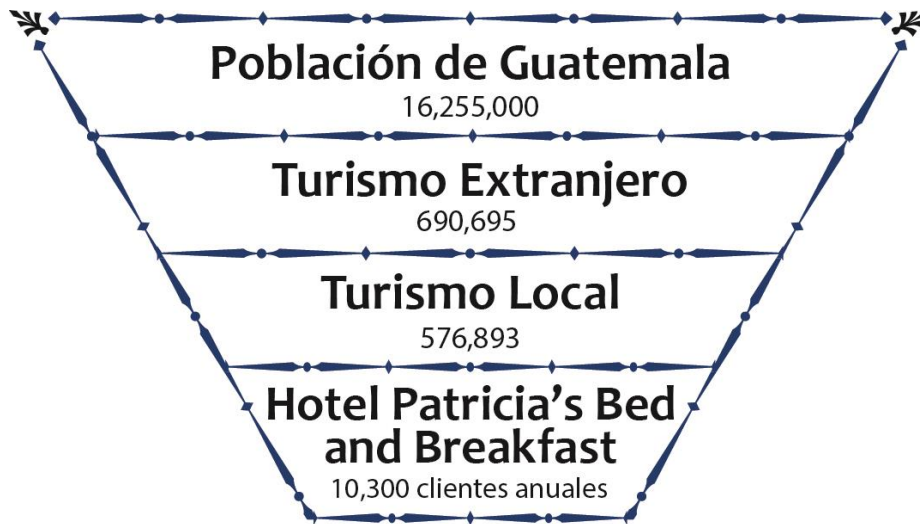 Población de Guatemala
16,255,000
Turismo Extranjero
690,695
Turismo Local
576,893
Hotel Patricia’s Bed
and Breakfast
10,300 clientes anuales